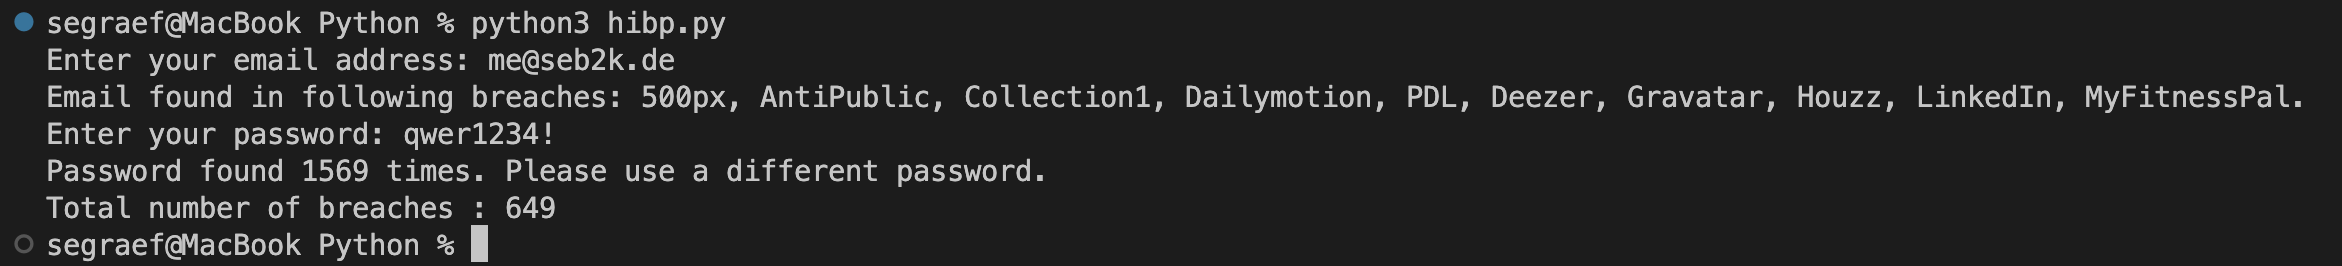 segraef@MacBook Python % python3 hibp.py
Enter your email address: me@seb2k.de
Email found in following breaches: 500px, AntiPublic, Collection1, Dailymotion, PDL, Deezer, Gravatar, Houzz, LinkedIn, MyFitnessPal.
Enter your password: qwer1234!
Password found 1569 times. Please use a different password.
Total number of breaches : 649
segraef@MacBook Python %